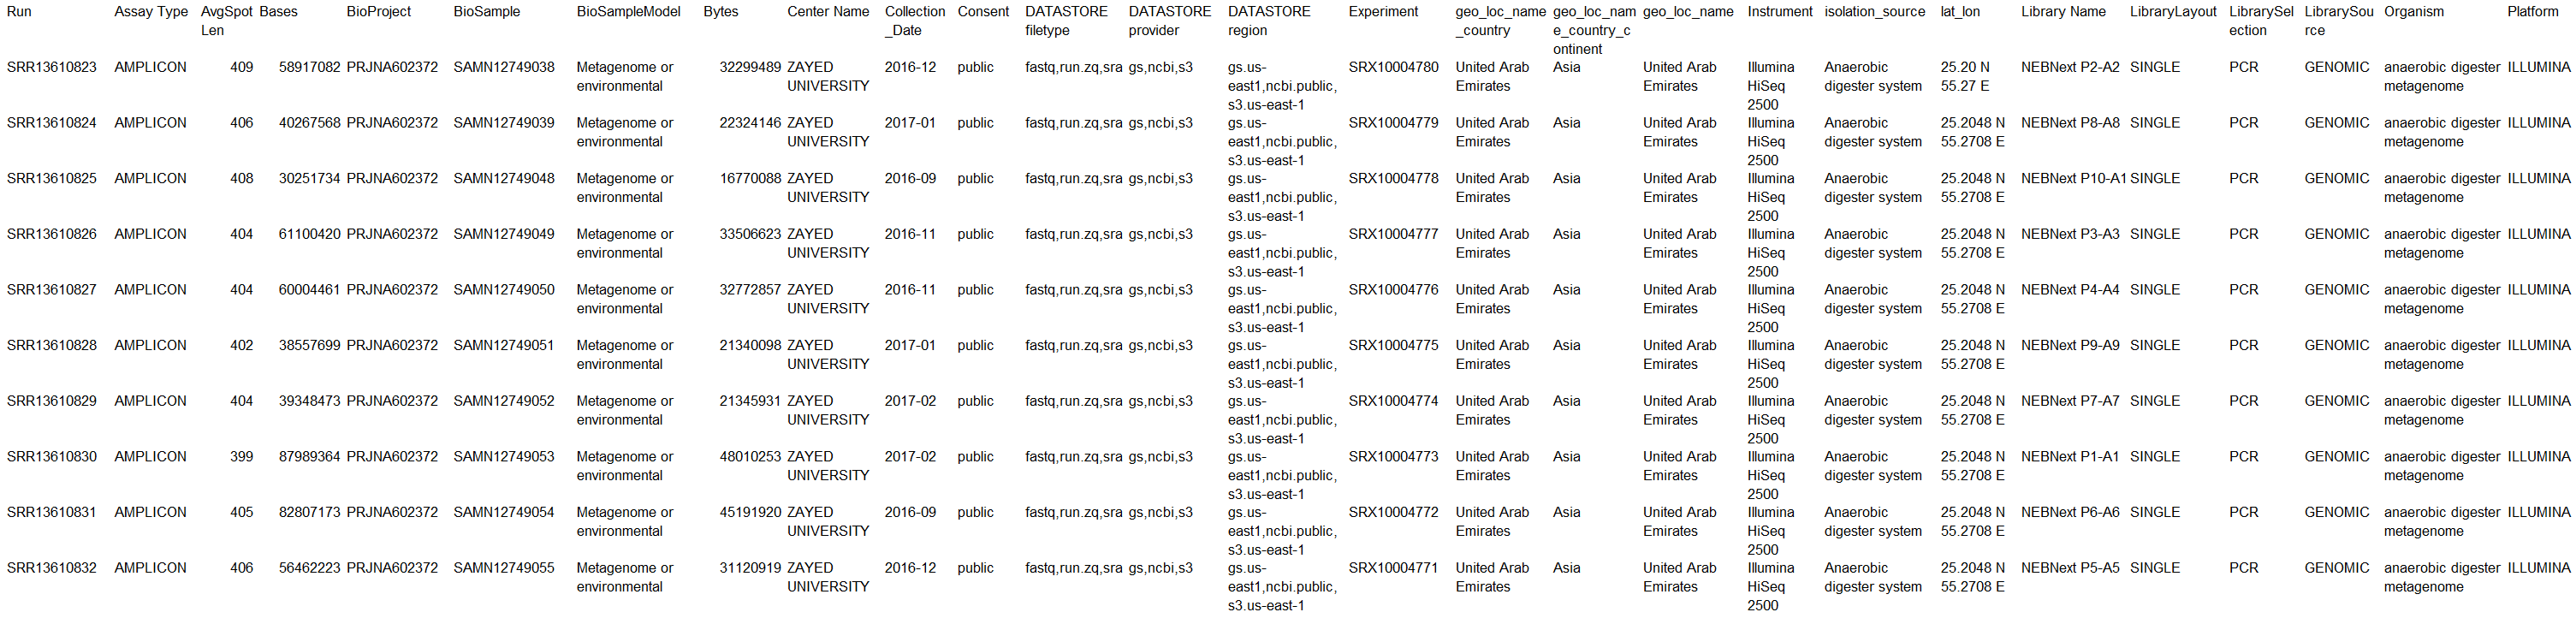 Run Assay Type AvgSpot Bases BioProject BioSample BioSampleModel Bytes Center Name Collection Consent DATASTORE DATASTORE DATASTORE Experiment geo_loc_name geo_loc_nam geo_loc_name Instrument isolation_source lat_lon Library Name LibraryLayout LibrarySel LibrarySou Organism Platform
Len _Date filetype provider region _country e_country_c ection rce
ontinent
SRR13610823 AMPLICON 409 58917082 PRJNA602372 SAMN12749038 Metagenome or 32299489 ZAYED 2016-12 public fastq,run.zq,sra gs,ncbi,s3 gs.us- SRX10004780 United Arab Asia United Arab Illumina Anaerobic 25.20 N NEBNext P2-A2 SINGLE PCR GENOMIC anaerobic digester ILLUMINA
environmental UNIVERSITY east1,ncbi.public, Emirates Emirates HiSeq digester system 55.27 E metagenome
s3.us-east-1 2500
SRR13610824 AMPLICON 406 40267568 PRJNA602372 SAMN12749039 Metagenome or 22324146 ZAYED 2017-01 public fastq,run.zq,sra gs,ncbi,s3 gs.us- SRX10004779 United Arab Asia United Arab Illumina Anaerobic 25.2048 N NEBNext P8-A8 SINGLE PCR GENOMIC anaerobic digester ILLUMINA
environmental UNIVERSITY east1,ncbi.public, Emirates Emirates HiSeq digester system 55.2708 E metagenome
s3.us-east-1 2500
SRR13610825 AMPLICON 408 30251734 PRJNA602372 SAMN12749048 Metagenome or 16770088 ZAYED 2016-09 public fastq,run.zq,sra gs,ncbi,s3 gs.us- SRX10004778 United Arab Asia United Arab Illumina Anaerobic 25.2048 N NEBNext P10-A1 SINGLE PCR GENOMIC anaerobic digester ILLUMINA
environmental UNIVERSITY east1,ncbi.public, Emirates Emirates HiSeq digester system 55.2708 E metagenome
s3.us-east-1 2500
SRR13610826 AMPLICON 404 61100420 PRJNA602372 SAMN12749049 Metagenome or 33506623 ZAYED 2016-11 public fastq,run.zq,sra gs,ncbi,s3 gs.us- SRX10004777 United Arab Asia United Arab Illumina Anaerobic 25.2048 N NEBNext P3-A3 SINGLE PCR GENOMIC anaerobic digester ILLUMINA
environmental UNIVERSITY east1,ncbi.public, Emirates Emirates HiSeq digester system 55.2708 E metagenome
s3.us-east-1 2500
SRR13610827 AMPLICON 404 60004461 PRJNA602372 SAMN12749050 Metagenome or 32772857 ZAYED 2016-11 public fastq,run.zq,sra gs,ncbi,s3 gs.us- SRX10004776 United Arab Asia United Arab Illumina Anaerobic 25.2048 N NEBNext P4-A4 SINGLE PCR GENOMIC anaerobic digester ILLUMINA
environmental UNIVERSITY east1,ncbi.public, Emirates Emirates HiSeq digester system 55.2708 E metagenome
s3.us-east-1 2500
SRR13610828 AMPLICON 402 38557699 PRJNA602372 SAMN12749051 Metagenome or 21340098 ZAYED 2017-01 public fastq,run.zq,sra gs,ncbi,s3 gs.us- SRX10004775 United Arab Asia United Arab Illumina Anaerobic 25.2048 N NEBNext P9-A9 SINGLE PCR GENOMIC anaerobic digester ILLUMINA
environmental UNIVERSITY east1,ncbi.public, Emirates Emirates HiSeq digester system 55.2708 E metagenome
s3.us-east-1 2500
SRR13610829 AMPLICON 404 39348473 PRJNA602372 SAMN12749052 Metagenome or 21345931 ZAYED 2017-02 public fastq,run.zq,sra gs,ncbi,s3 gs.us- SRX10004774 United Arab Asia United Arab Illumina Anaerobic 25.2048 N NEBNext P7-A7 SINGLE PCR GENOMIC anaerobic digester ILLUMINA
environmental UNIVERSITY east1,ncbi.public, Emirates Emirates HiSeq digester system 55.2708 E metagenome
s3.us-east-1 2500
SRR13610830 AMPLICON 399 87989364 PRJNA602372 SAMN12749053 Metagenome or 48010253 ZAYED 2017-02 public fastq,run.zq,sra gs,ncbi,s3 gs.us- SRX10004773 United Arab Asia United Arab Illumina Anaerobic 25.2048 N NEBNext P1-A1 SINGLE PCR GENOMIC anaerobic digester ILLUMINA
environmental UNIVERSITY east1,ncbi.public, Emirates Emirates HiSeq digester system 55.2708 E metagenome
s3.us-east-1 2500
SRR13610831 AMPLICON 405 82807173 PRJNA602372 SAMN12749054 Metagenome or 45191920 ZAYED 2016-09 public fastq,run.zq,sra gs,ncbi,s3 gs.us- SRX10004772 United Arab Asia United Arab Illumina Anaerobic 25.2048 N NEBNext P6-A6 SINGLE PCR GENOMIC anaerobic digester ILLUMINA
environmental UNIVERSITY east1,ncbi.public, Emirates Emirates HiSeq digester system 55.2708 E metagenome
s3.us-east-1 2500
SRR13610832 AMPLICON 406 56462223 PRJNA602372 SAMN12749055 Metagenome or 31120919 ZAYED 2016-12 public fastq,run.zq,sra gs,ncbi,s3 gs.us- SRX10004771 United Arab Asia United Arab Illumina Anaerobic 25.2048 N NEBNext P5-A5 SINGLE PCR GENOMIC anaerobic digester ILLUMINA
environmental UNIVERSITY east1,ncbi.public, Emirates Emirates HiSeq digester system 55.2708 E metagenome
s3.us-east-1 2500